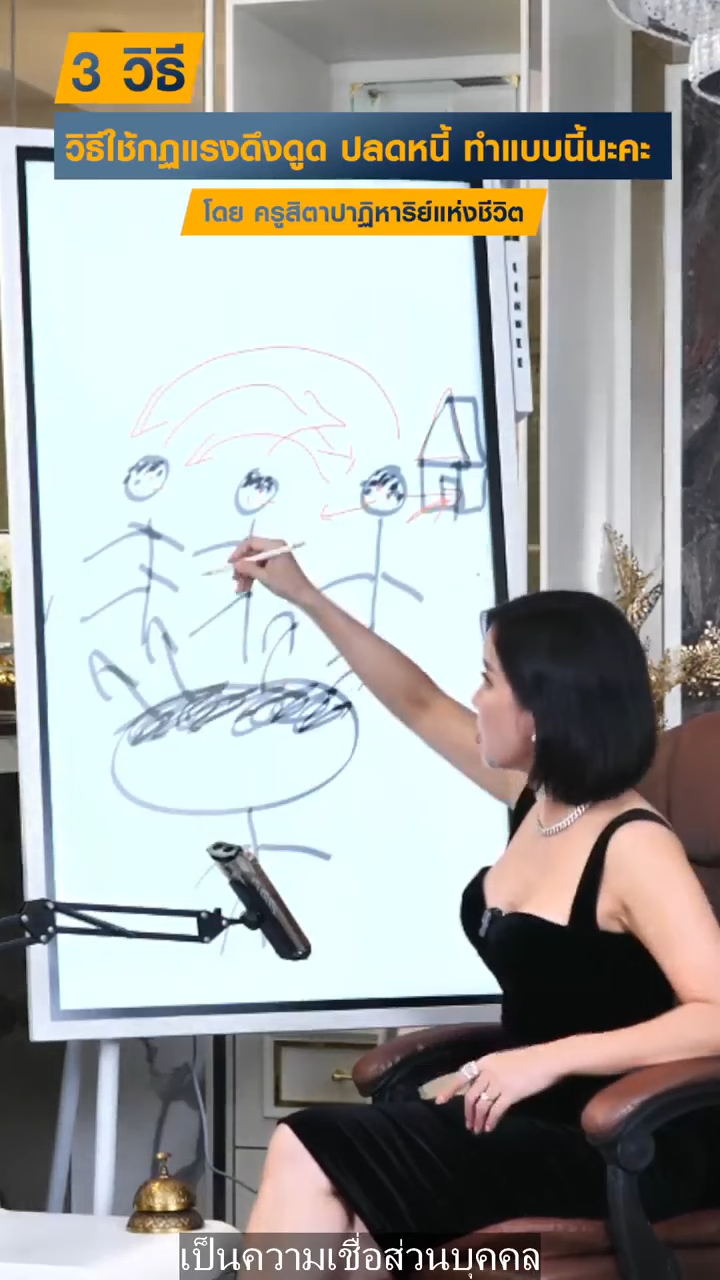 3 วิธี
วิธีใช้กฏแรงดึงดูด ปลดหนี้ ทำแบบนี้นะคะ
โดย ครูสิตาปาฏิหาริย์แห่งชีวิต
เป็นความเชื่อส่วนบุคคล